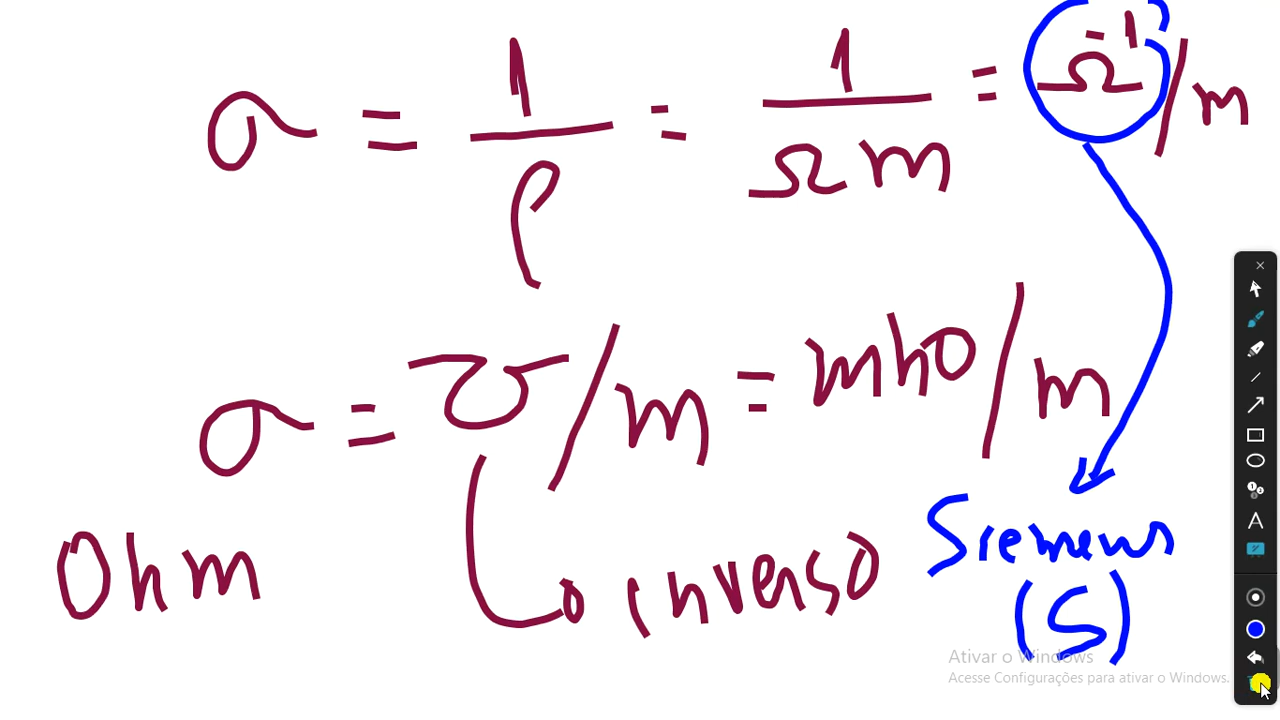 σ = 1/ρ = 1/Ωm = Ω⁻¹/m
σ = ℧/m = mho/m
Ohm
inverso
Siemens
(S)
Ativar o Windows
Acesse Configurações para ativar o Windows.
A